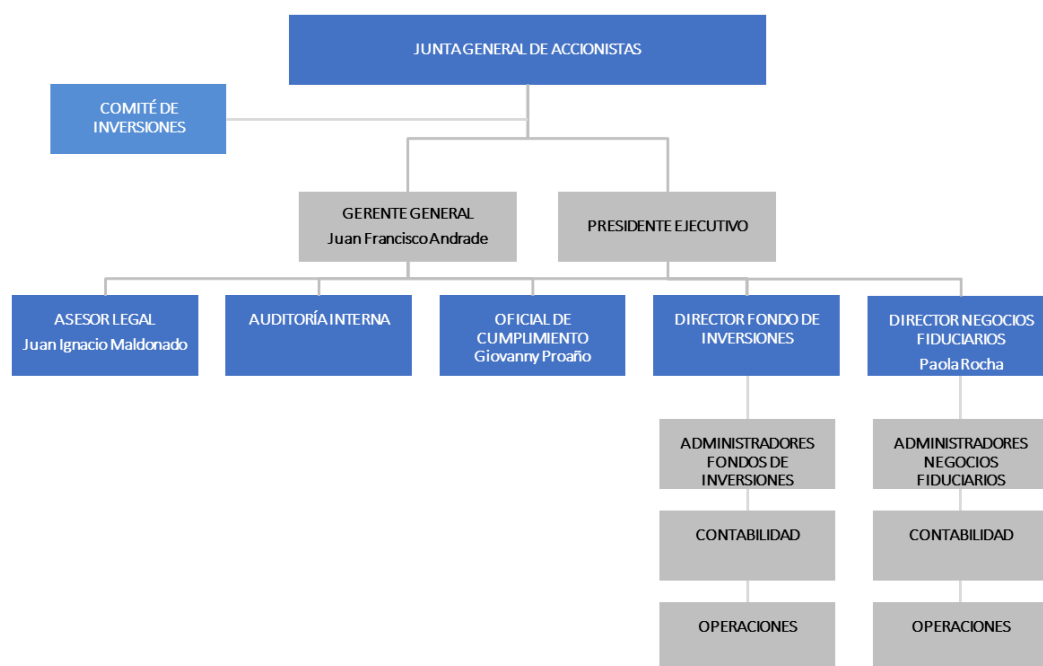 JUNTA GENERAL DE ACCIONISTAS
COMITÉ DE
INVERSIONES
GERENTE GENERAL
Juan Francisco Andrade
PRESIDENTE EJECUTIVO
ASESOR LEGAL
Juan Ignacio Maldonado
AUDITORÍA INTERNA
OFICIAL DE
CUMPLIMIENTO
Giovanny Proaño
DIRECTOR FONDO DE
INVERSIONES
DIRECTOR NEGOCIOS
FIDUCIARIOS
Paola Rocha
ADMINISTRADORES
FONDOS DE
INVERSIONES
ADMINISTRADORES
NEGOCIOS
FIDUCIARIOS
CONTABILIDAD
CONTABILIDAD
OPERACIONES
OPERACIONES